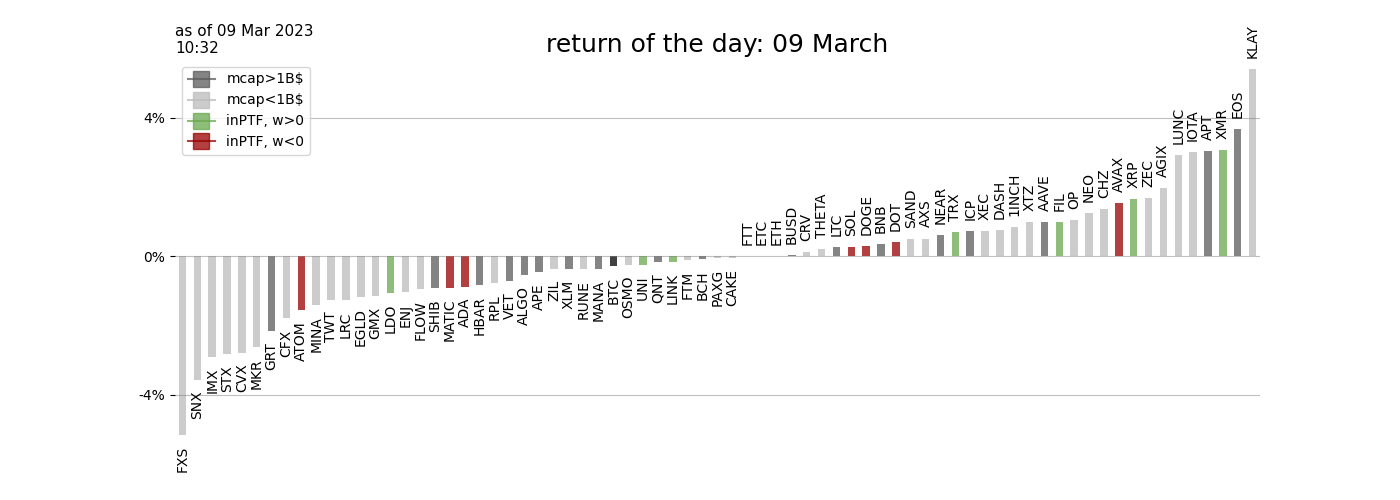 as of 09 Mar 2023
10:32
return of the day: 09 March
mcap>1B$
mcap<1B$
inPTF, w>0
inPTF, w<0
4%
0%
-4%
FXS
SNX
IMX
STX
CVX
MKR
GRT
CFX
ATOM
MINA
TWT
LRC
EGLD
GMX
LDO
ENJ
FLOW
SHIB
MATIC
ADA
HBAR
RPL
VET
ALGO
APE
ZIL
XLM
RUNE
MANA
BTC
OSMO
UNI
QNT
LINK
FTM
BCH
PAXG
CAKE
FTT
ETC
ETH
BUSD
CRV
THETA
LTC
SOL
DOGE
BNB
DOT
SAND
AXS
NEAR
TRX
ICP
XEC
DASH
1INCH
XTZ
AAVE
FIL
OP
NEO
CHZ
AVAX
XRP
ZEC
AGIX
LUNC
IOTA
APT
XMR
EOS
KLAY